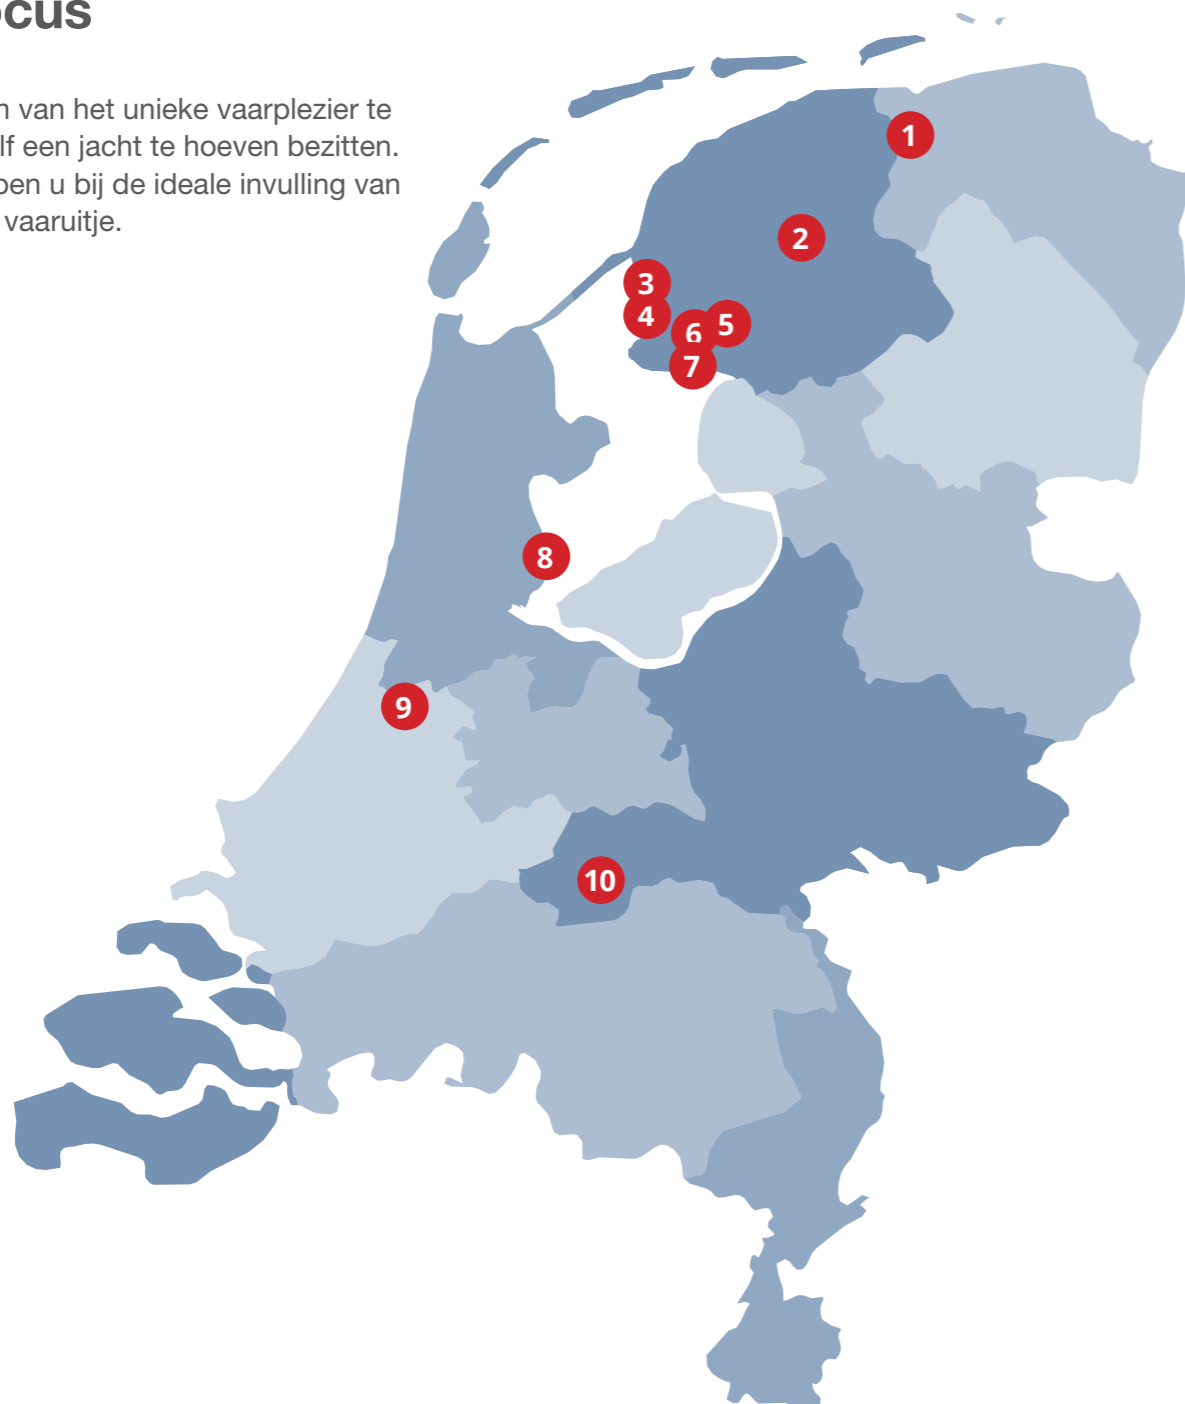 ocus
n van het unieke vaarplezier te
lf een jacht te hoeven bezitten.
pen u bij de ideale invulling van
vaaruitje.
1
2
3
4
5
6
7
8
9
10